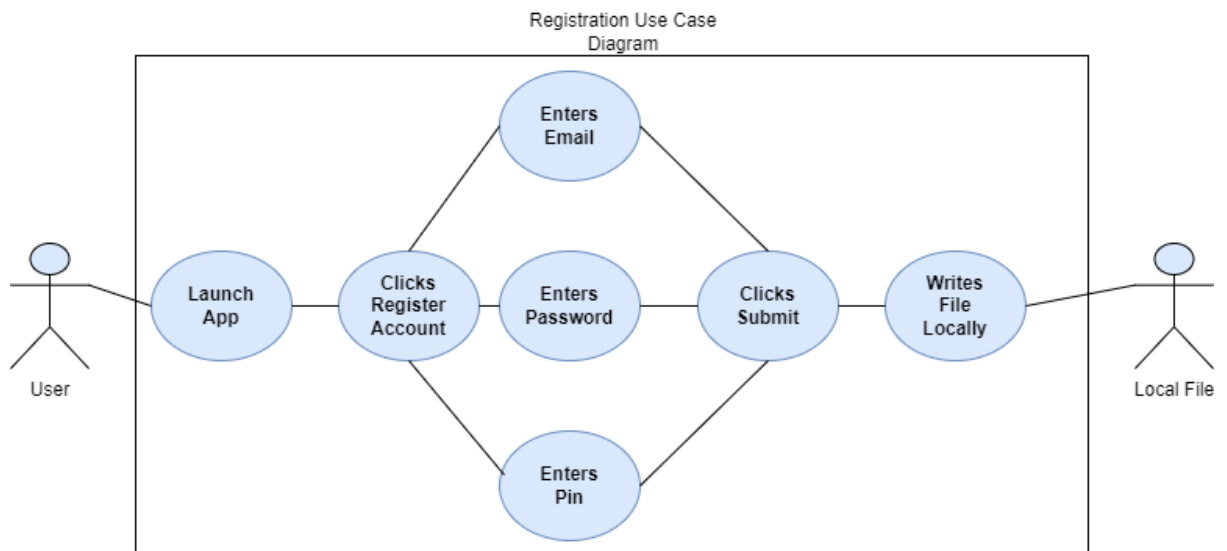 Registration Use Case
Diagram
Enters
Email
User
Launch
App
Clicks
Register
Account
Enters
Password
Clicks
Submit
Writes
File
Locally
Local File
Enters
Pin